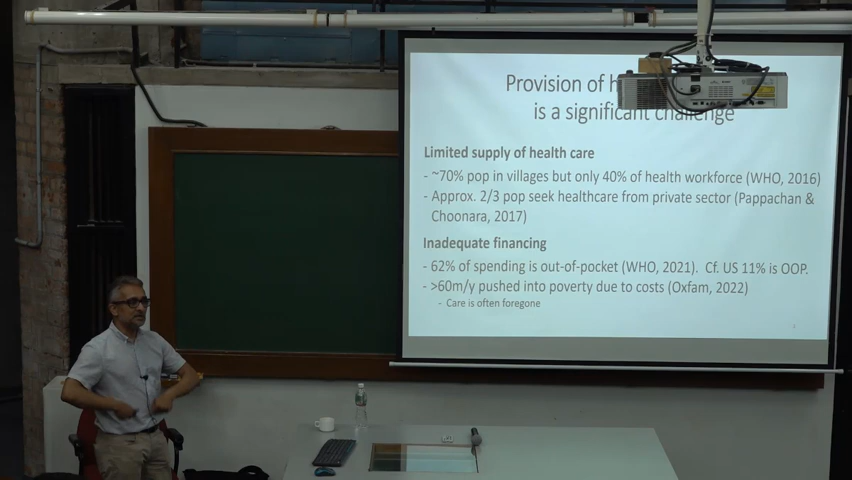 Provision of
is a significant challenge
Limited supply of health care
- ~70% pop in villages but only 40% of health workforce (WHO, 2016)
- Approx. 2/3 pop seek healthcare from private sector (Pappachan &
Choonara, 2017)
Inadequate financing
- 62% of spending is out-of-pocket (WHO, 2021). Cf. US 11% is OOP.
- >60m/y pushed into poverty due to costs (Oxfam, 2022)
- Care is often foregone